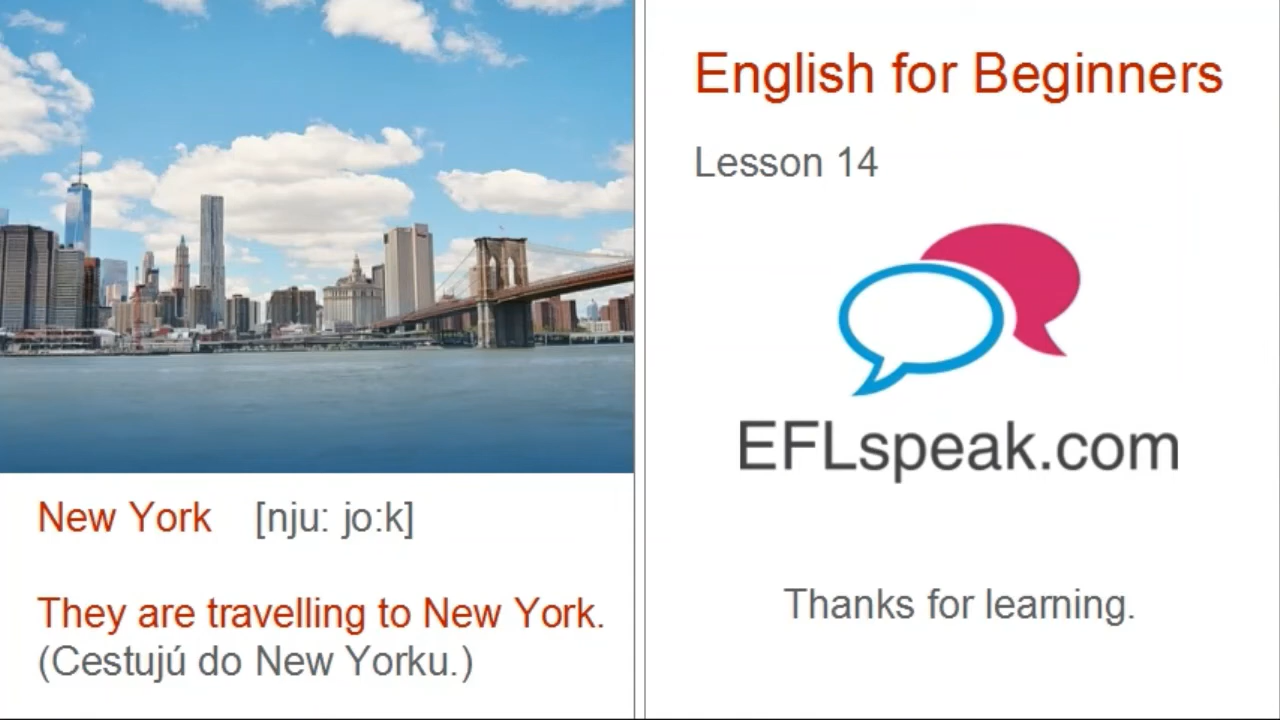 New York [nju: jo:k]
They are travelling to New York.
(Cestujú do New Yorku.)
English for Beginners
Lesson 14
EFLspeak.com
Thanks for learning.